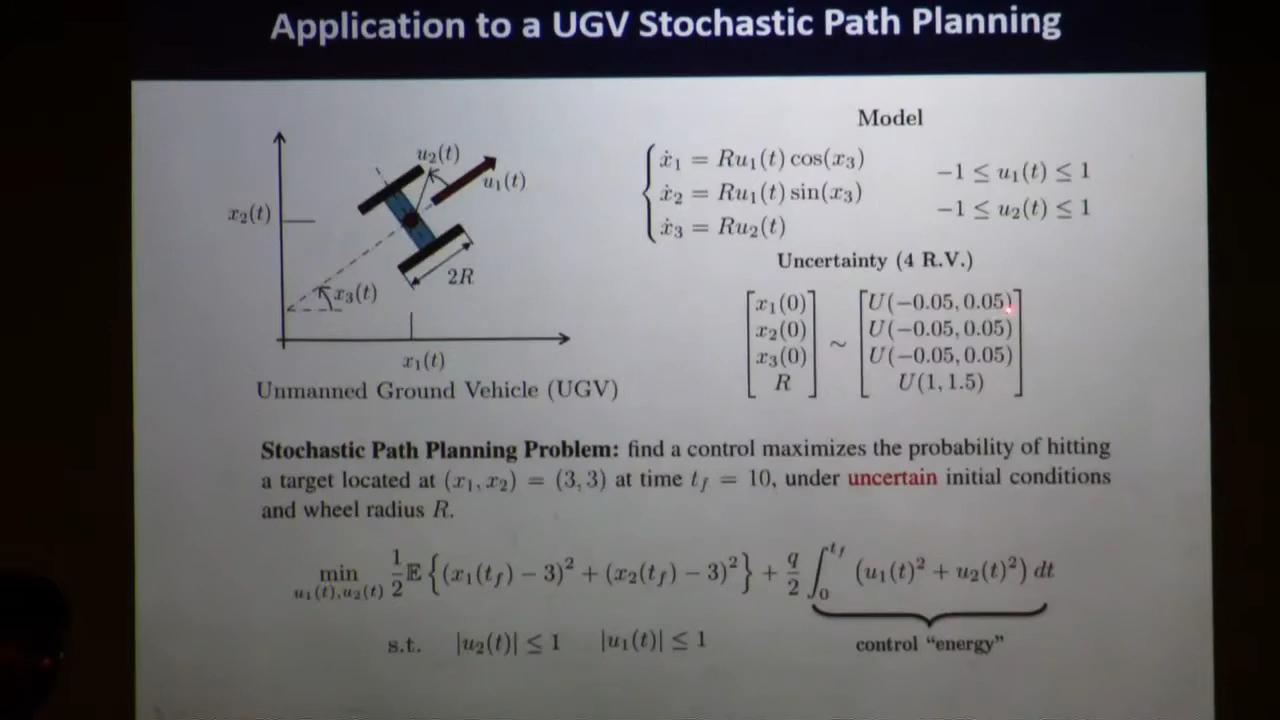 Application to a UGV Stochastic Path Planning
Model
u₂(t)
u₁(t)
x₂(t)
x₃(t)
2R
x₁(t)
Unmanned Ground Vehicle (UGV)
ẋ₁ = Ru₁(t) cos(x₃)
ẋ₂ = Ru₁(t) sin(x₃)
ẋ₃ = Ru₂(t)
−1 ≤ u₁(t) ≤ 1
−1 ≤ u₂(t) ≤ 1
Uncertainty (4 R.V.)
[x₁(0)] [U(−0.05, 0.05)]
[x₂(0)] [U(−0.05, 0.05)]
[x₃(0)] ~ [U(−0.05, 0.05)]
[R] [U(1, 1.5)]
Stochastic Path Planning Problem: find a control maximizes the probability of hitting
a target located at (x₁, x₂) = (3, 3) at time t_f = 10, under uncertain initial conditions
and wheel radius R.
min_{u₁(t),u₂(t)} ½ 𝔼 {(x₁(t_f) − 3)² + (x₂(t_f) − 3)²} + q/2 ∫₀^{t_f} (u₁(t)² + u₂(t)²) dt
s.t. |u₂(t)| ≤ 1 |u₁(t)| ≤ 1
control “energy”